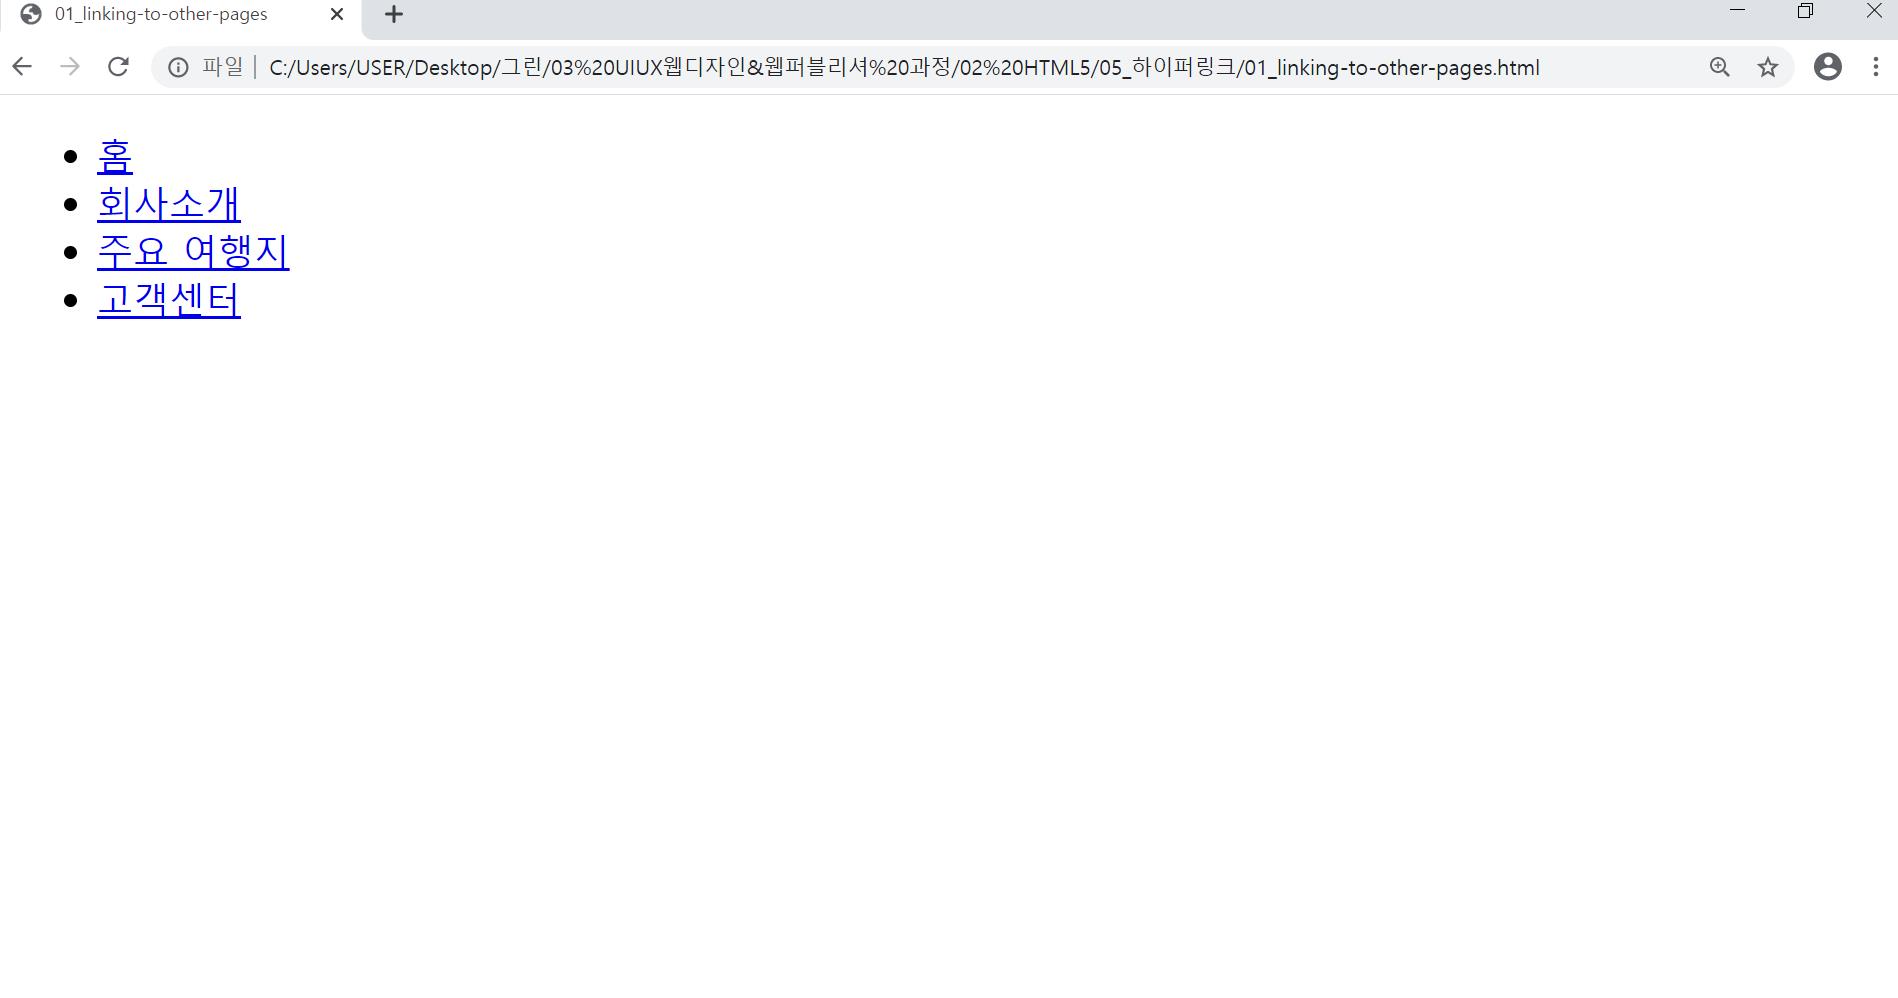 01_linking-to-other-pages
파일 | C:/Users/USER/Desktop/그린/03%20UIUX웹디자인&웹퍼블리셔%20과정/02%20HTML5/05_하이퍼링크/01_linking-to-other-pages.html
홈
회사소개
주요 여행지
고객센터